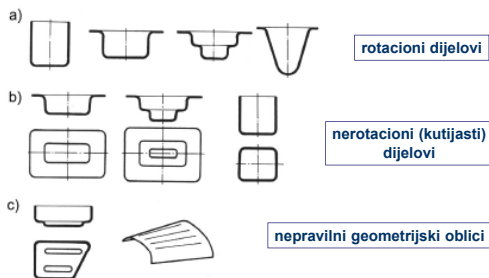 a)
rotacioni dijelovi
b)
nerotacioni (kutijasti)
dijelovi
c)
nepravilni geometrijski oblici